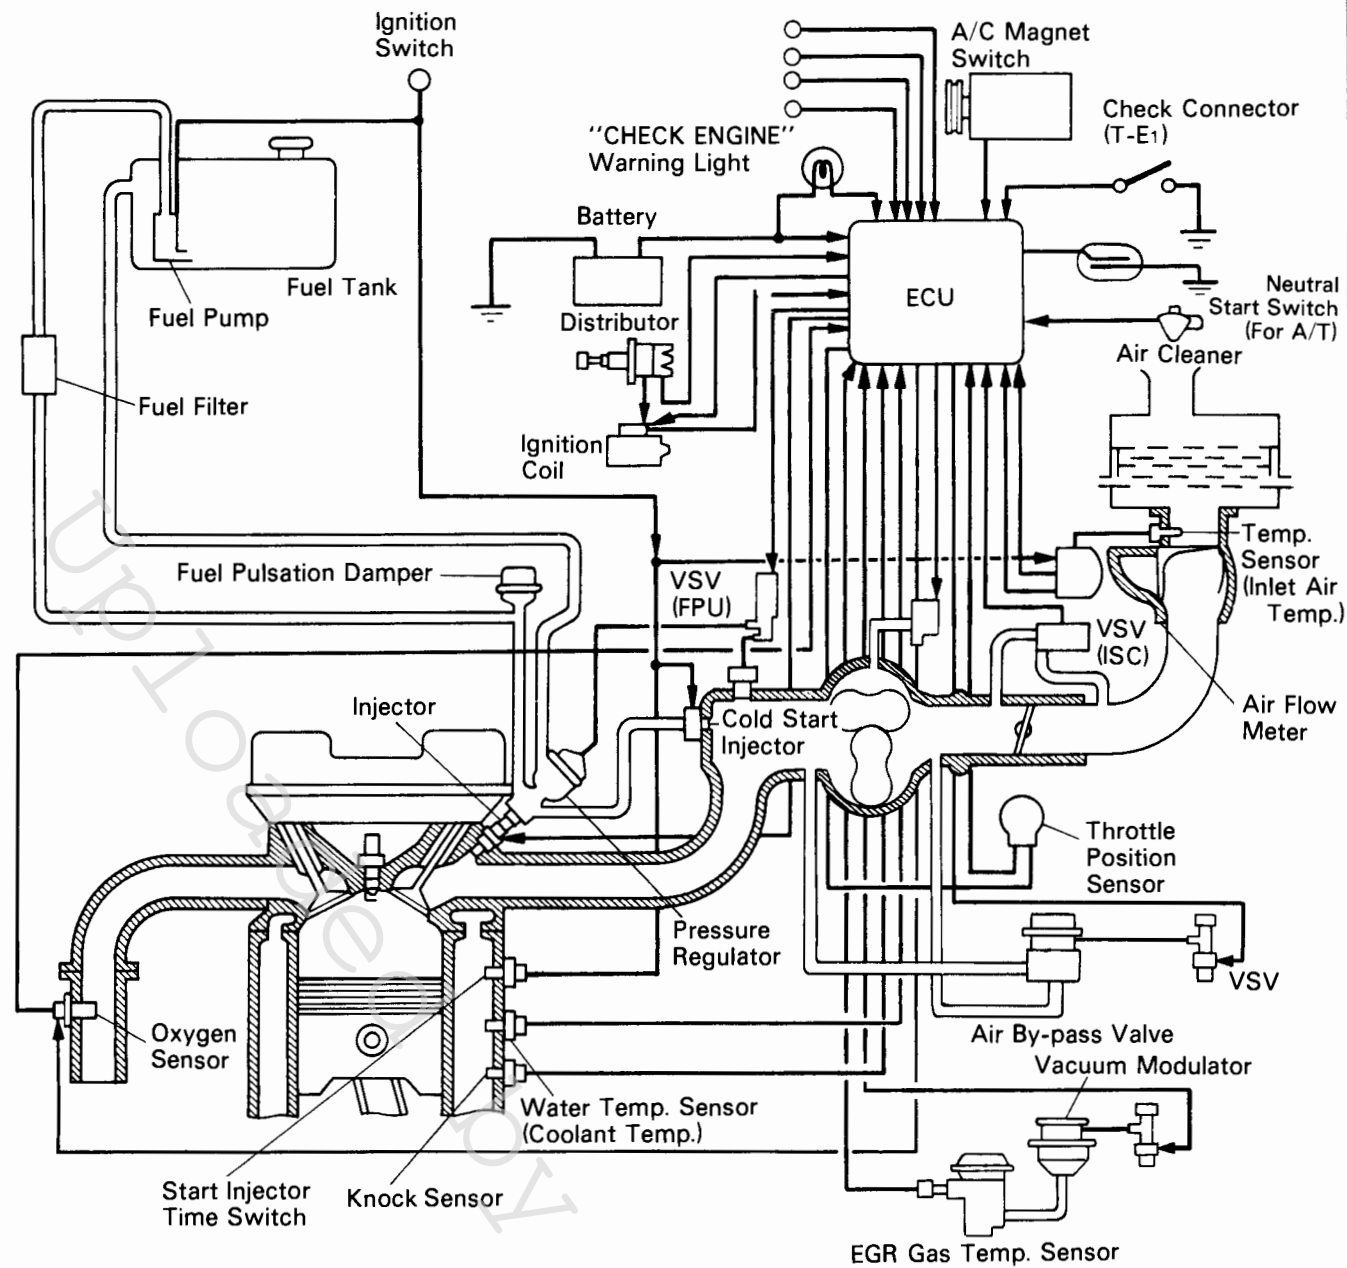 Ignition
Switch
A/C Magnet
Switch
Check Connector
(T-E1)
"CHECK ENGINE"
Warning Light
Battery
ECU
Fuel Tank
Fuel Pump
Neutral
Start Switch
(For A/T)
Distributor
Air Cleaner
Fuel Filter
Ignition
Coil
Temp.
Sensor
(Inlet Air
Temp.)
Fuel Pulsation Damper
VSV
(FPU)
VSV
(ISC)
Injector
Cold Start
Injector
Air Flow
Meter
Throttle
Position
Sensor
Pressure
Regulator
VSV
Oxygen
Sensor
Air By-pass Valve
Vacuum Modulator
Water Temp. Sensor
(Coolant Temp.)
Start Injector
Time Switch
Knock Sensor
EGR Gas Temp. Sensor
Uploaded by